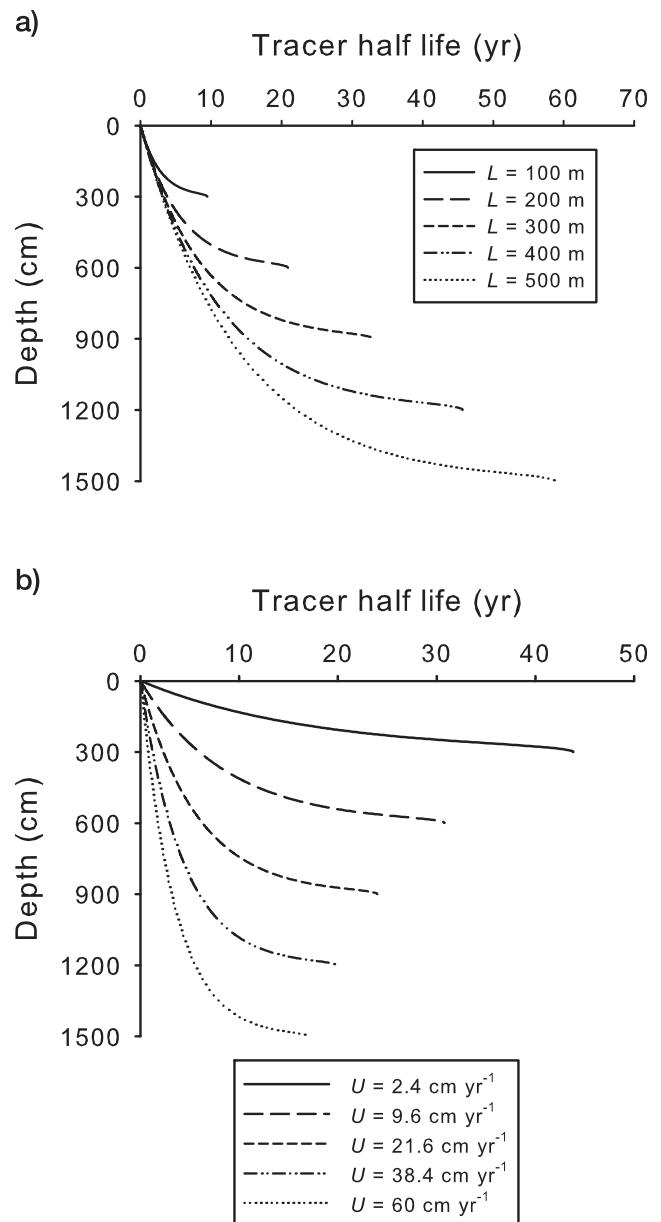 a)
Tracer half life (yr)
0 10 20 30 40 50 60 70
0
300
600
900
1200
1500
Depth (cm)
L = 100 m
L = 200 m
L = 300 m
L = 400 m
L = 500 m
b)
Tracer half life (yr)
0 10 20 30 40 50
0
300
600
900
1200
1500
Depth (cm)
U = 2.4 cm yr⁻¹
U = 9.6 cm yr⁻¹
U = 21.6 cm yr⁻¹
U = 38.4 cm yr⁻¹
U = 60 cm yr⁻¹